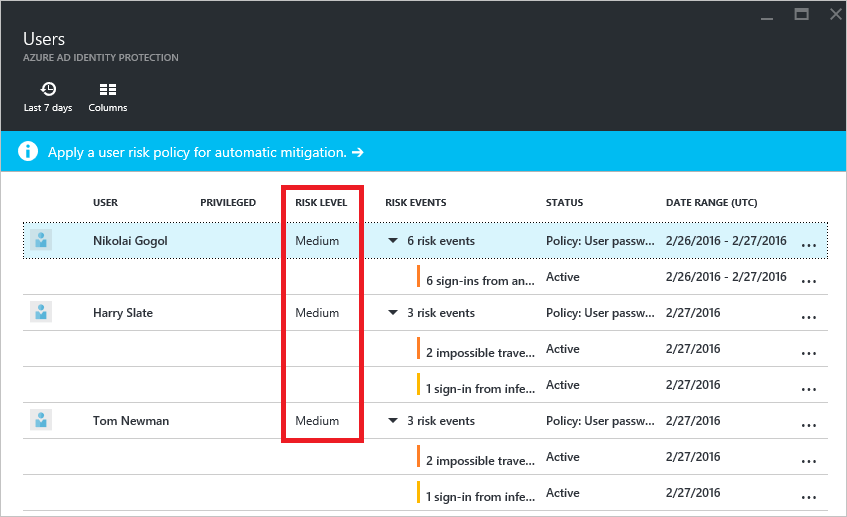 Users
AZURE AD IDENTITY PROTECTION
Last 7 days Columns
Apply a user risk policy for automatic mitigation. →
USER PRIVILEGED RISK LEVEL RISK EVENTS STATUS DATE RANGE (UTC)
Nikolai Gogol Medium 6 risk events Policy: User passw... 2/26/2016 - 2/27/2016 ...
6 sign-ins from an... Active 2/26/2016 - 2/27/2016 ...
Harry Slate Medium 3 risk events Policy: User passw... 2/27/2016 ...
2 impossible trave... Active 2/27/2016 ...
1 sign-in from infe... Active 2/27/2016 ...
Tom Newman Medium 3 risk events Policy: User passw... 2/27/2016 ...
2 impossible trave... Active 2/27/2016 ...
1 sign-in from infe... Active 2/27/2016 ...